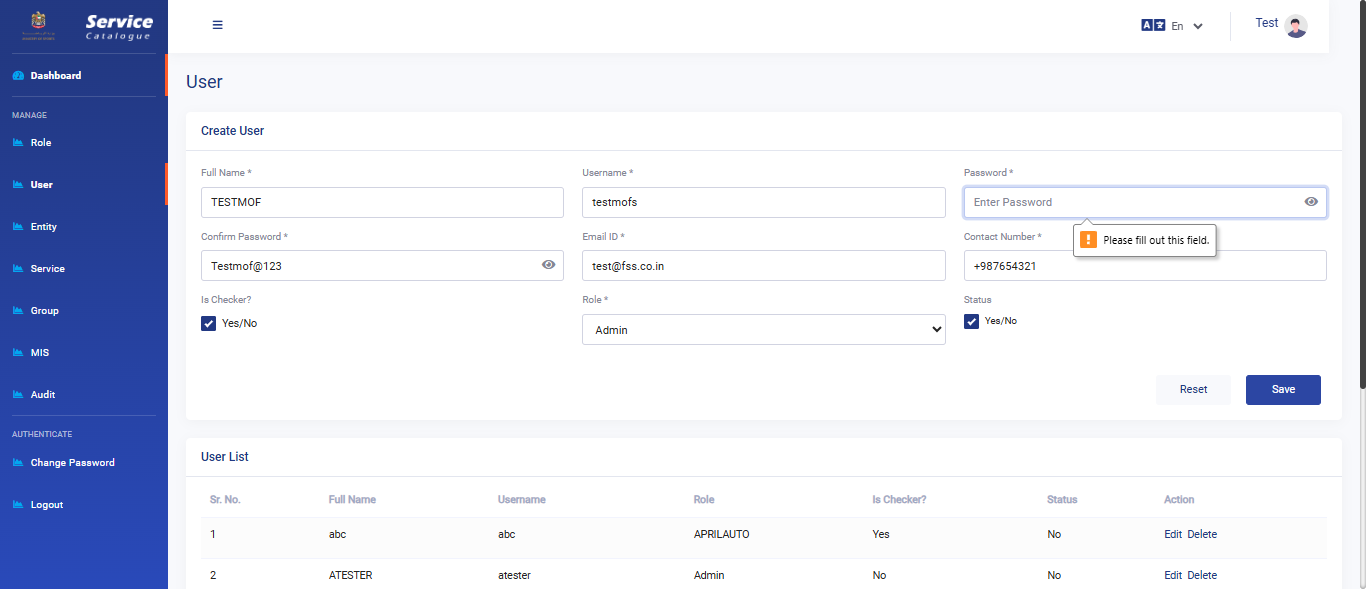 Service
Catalogue
En
Test
Dashboard
MANAGE
Role
User
Entity
Service
Group
MIS
Audit
AUTHENTICATE
Change Password
Logout
User
Create User
Full Name * Username * Password *
TESTMOF testmofs Enter Password
Please fill out this field.
Confirm Password * Email ID * Contact Number *
Testmof@123 test@fss.co.in +987654321
Is Checker? Role * Status
Yes/No Admin Yes/No
Reset Save
User List
Sr. No. Full Name Username Role Is Checker? Status Action
1 abc abc APRILAUTO Yes No Edit Delete
2 ATESTER atester Admin No No Edit Delete